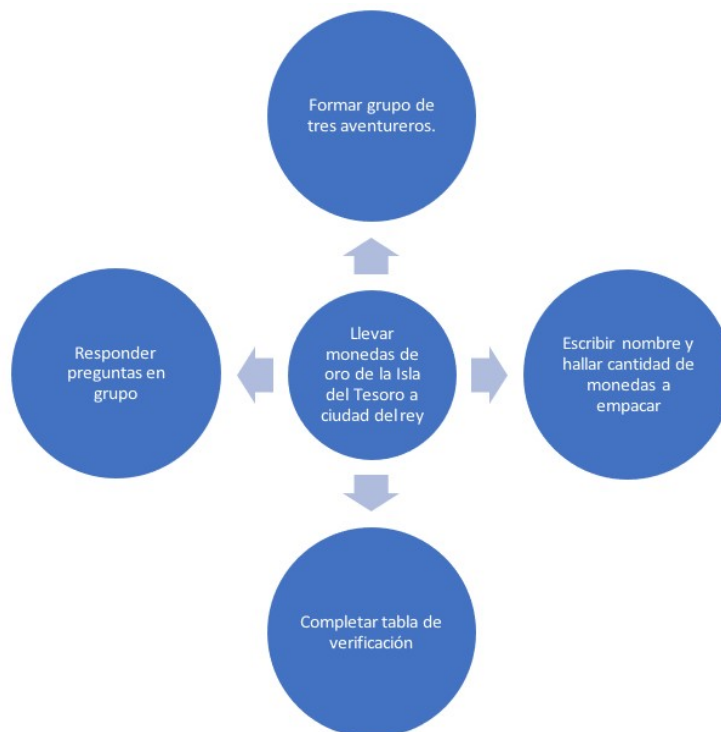 Formar grupo de
tres aventureros.
Responder
preguntas en
grupo
Llevar
monedas de
oro de la Isla
del Tesoro a
ciudad del rey
Escribir nombre y
hallar cantidad de
monedas a
empacar
Completar tabla de
verificación